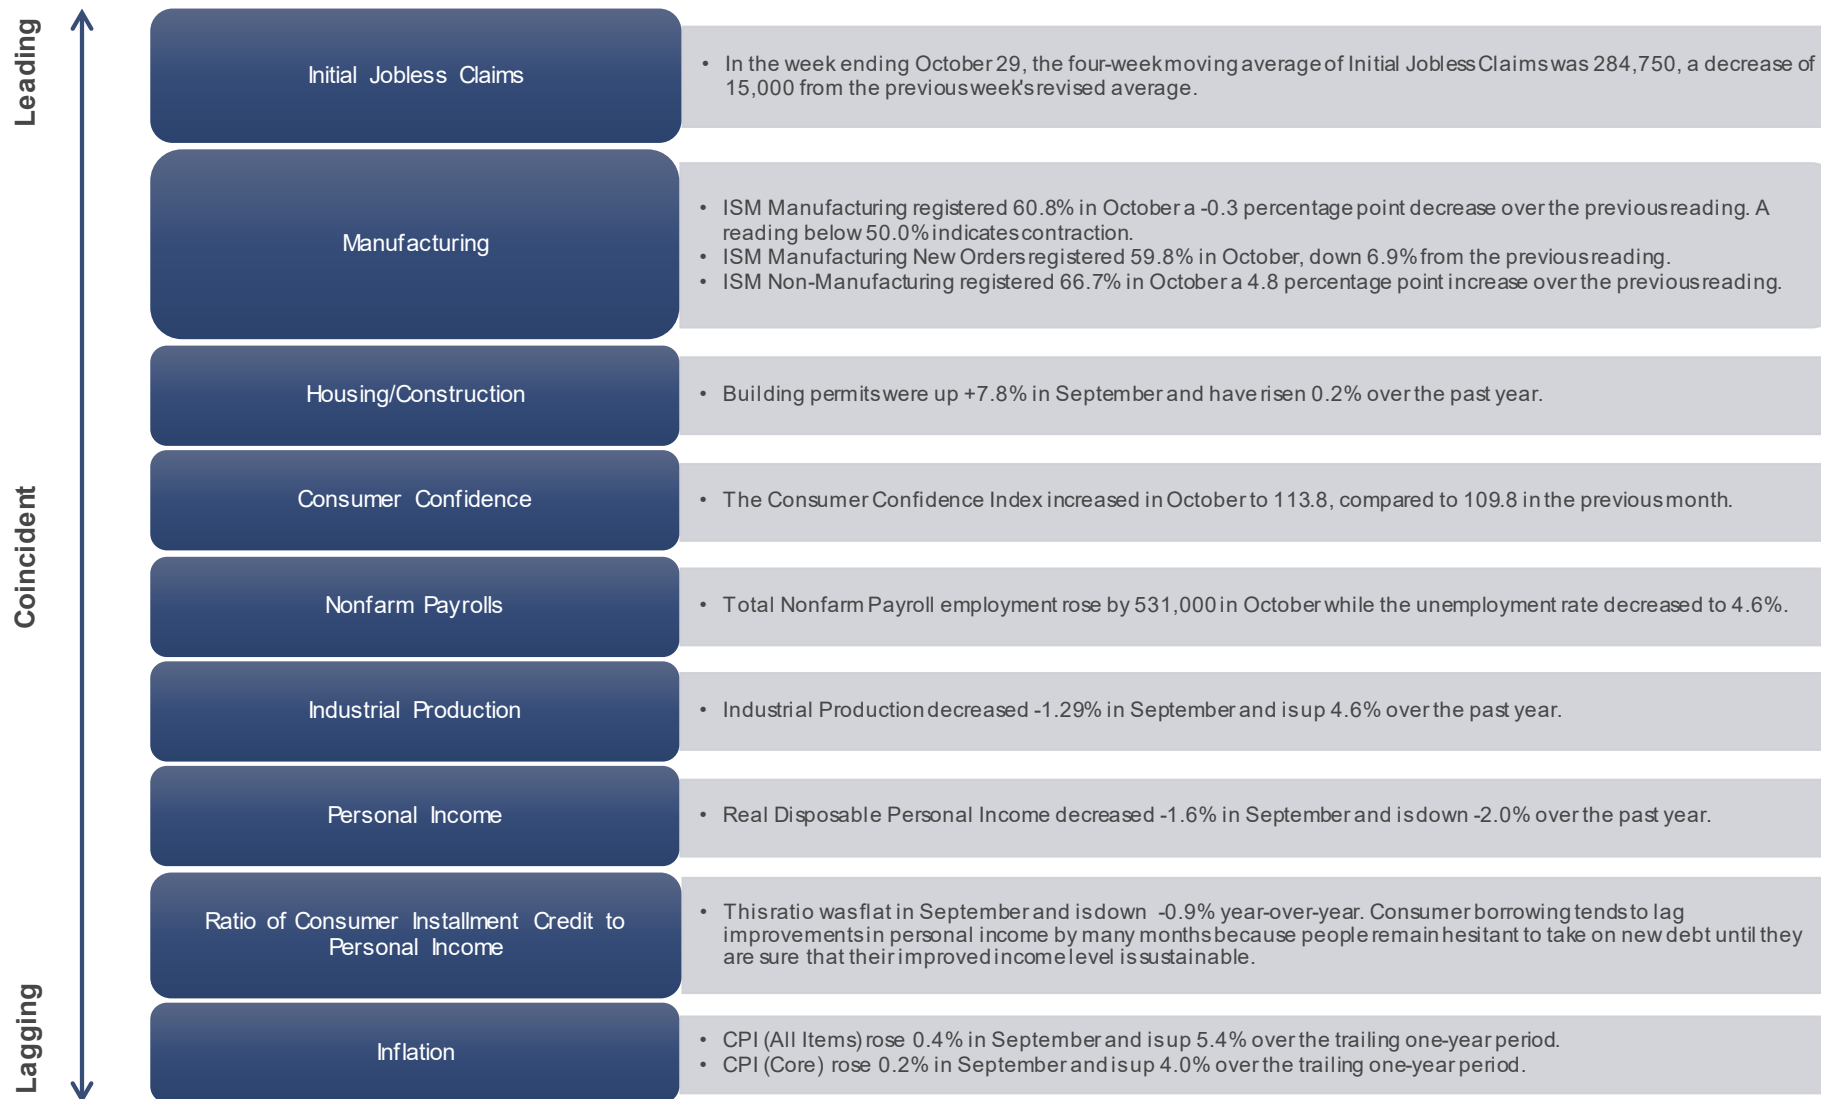 Leading
Initial Jobless Claims
• In the week ending October 29, the four-week moving average of Initial Jobless Claims was 284,750, a decrease of
15,000 from the previous week's revised average.
Manufacturing
• ISM Manufacturing registered 60.8% in October a -0.3 percentage point decrease over the previous reading. A
reading below 50.0% indicates contraction.
• ISM Manufacturing New Orders registered 59.8% in October, down 6.9% from the previous reading.
• ISM Non-Manufacturing registered 66.7% in October a 4.8 percentage point increase over the previous reading.
Housing/Construction
• Building permits were up +7.8% in September and have risen 0.2% over the past year.
Coincident
Consumer Confidence
• The Consumer Confidence Index increased in October to 113.8, compared to 109.8 in the previous month.
Nonfarm Payrolls
• Total Nonfarm Payroll employment rose by 531,000 in October while the unemployment rate decreased to 4.6%.
Industrial Production
• Industrial Production decreased -1.29% in September and is up 4.6% over the past year.
Personal Income
• Real Disposable Personal Income decreased -1.6% in September and is down -2.0% over the past year.
Ratio of Consumer Installment Credit to
Personal Income
• This ratio was flat in September and is down -0.9% year-over-year. Consumer borrowing tends to lag
improvements in personal income by many months because people remain hesitant to take on new debt until they
are sure that their improved income level is sustainable.
Lagging
Inflation
• CPI (All Items) rose 0.4% in September and is up 5.4% over the trailing one-year period.
• CPI (Core) rose 0.2% in September and is up 4.0% over the trailing one-year period.